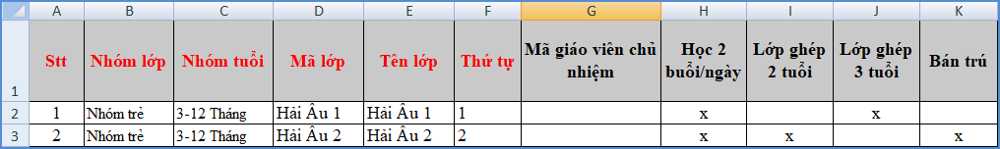 A B C D E F G H I J K
1 Stt Nhóm lớp Nhóm tuổi Mã lớp Tên lớp Thứ tự Mã giáo viên chủ nhiệm Học 2 buổi/ngày Lớp ghép 2 tuổi Lớp ghép 3 tuổi Bán trú
2 1 Nhóm trẻ 3-12 Tháng Hải Âu 1 Hải Âu 1 1 x x
3 2 Nhóm trẻ 3-12 Tháng Hải Âu 2 Hải Âu 2 2 x x x